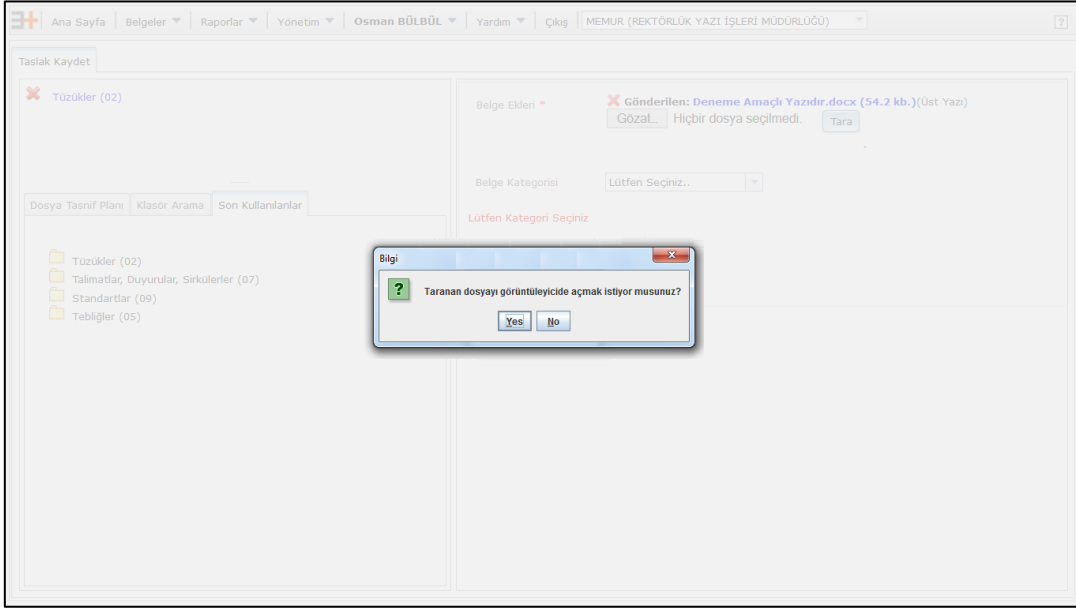 Ana Sayfa Belgeler Raporlar Yönetim Osman BÜLBÜL Yardım Çıkış MEMUR (REKTÖRLÜK YAZI İŞLERİ MÜDÜRLÜĞÜ) ?
Taslak Kaydet
Tüzükler (02)
Belge Ekleri * Gönderilen: Deneme Amaçlı Yazıdır.docx (54.2 kb.)(Üst Yazı)
Gözat.. Hiçbir dosya seçilmedi. Tara
Belge Kategorisi Lütfen Seçiniz..
Lütfen Kategori Seçiniz
Dosya Tasnif Planı Klasör Arama Son Kullanılanlar
Tüzükler (02)
Talimatlar, Duyurular, Sirkülerler (07)
Standartlar (09)
Tebliğler (05)
Bilgi
? Taranan dosyayı görüntüleyicide açmak istiyor musunuz?
Yes No